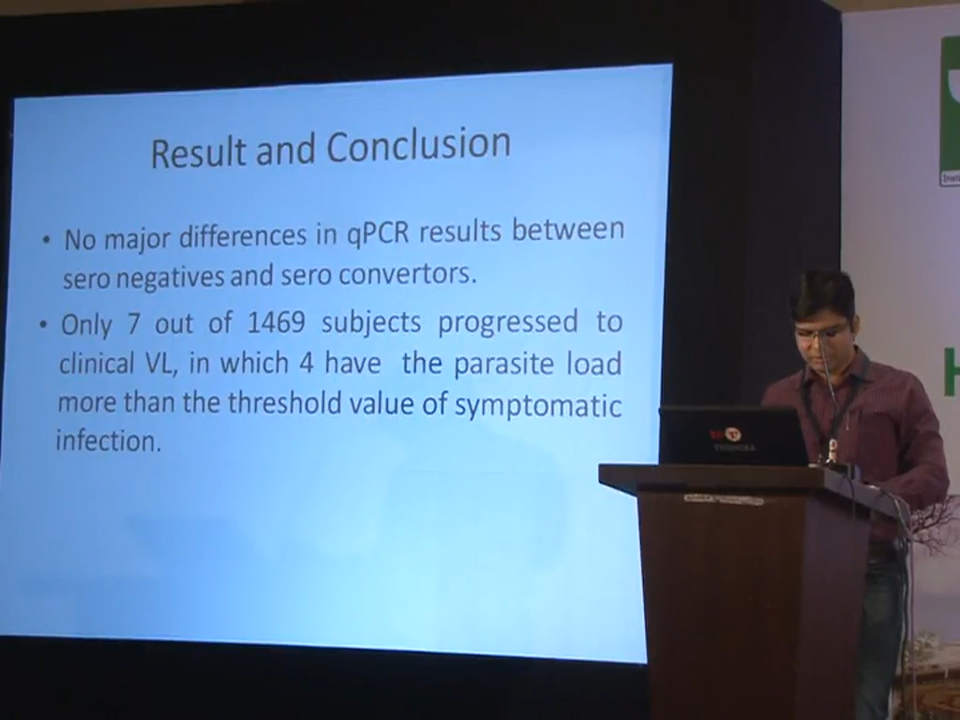 Result and Conclusion
• No major differences in qPCR results between
sero negatives and sero convertors.
• Only 7 out of 1469 subjects progressed to
clinical VL, in which 4 have the parasite load
more than the threshold value of symptomatic
infection.
H